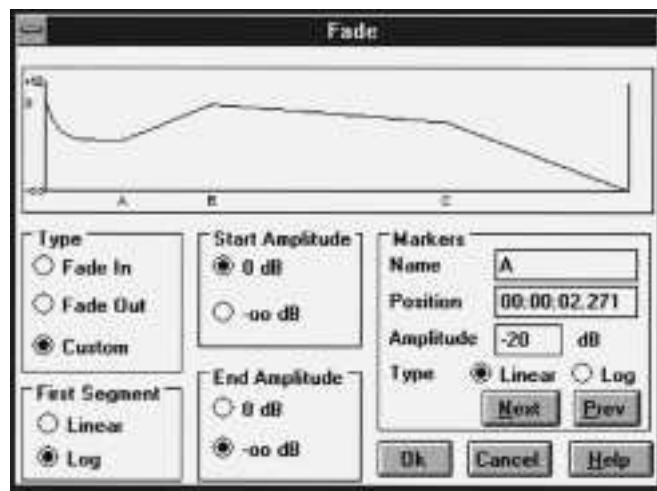 Fade
+10
0
A B C
Type
Fade In
Fade Out
Custom
First Segment
Linear
Log
Start Amplitude
0 dB
-oo dB
End Amplitude
0 dB
-oo dB
Markers
Name A
Position 00:00:02.271
Amplitude -20 dB
Type Linear Log
Next Prev
Ok Cancel Help